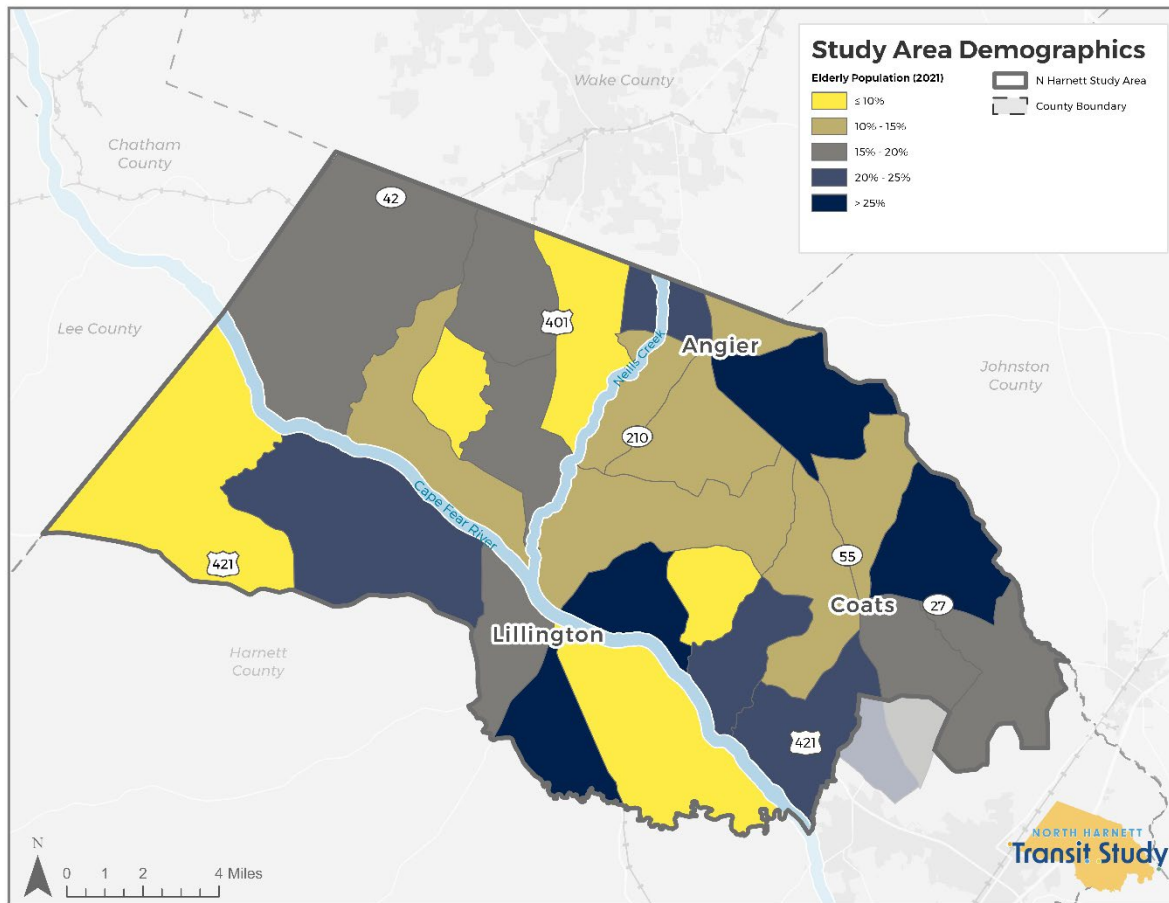 Study Area Demographics
Elderly Population (2021)
≤ 10%
10% - 15%
15% - 20%
20% - 25%
> 25%
N Harnett Study Area
County Boundary
Wake County
Chatham
County
42
401
Lee County
Angier
Neills Creek
Johnston
County
210
Cape Fear River
421
55
Coats
27
Lillington
Harnett
County
421
N
0 1 2 4 Miles
NORTH HARNETT
Transit Study